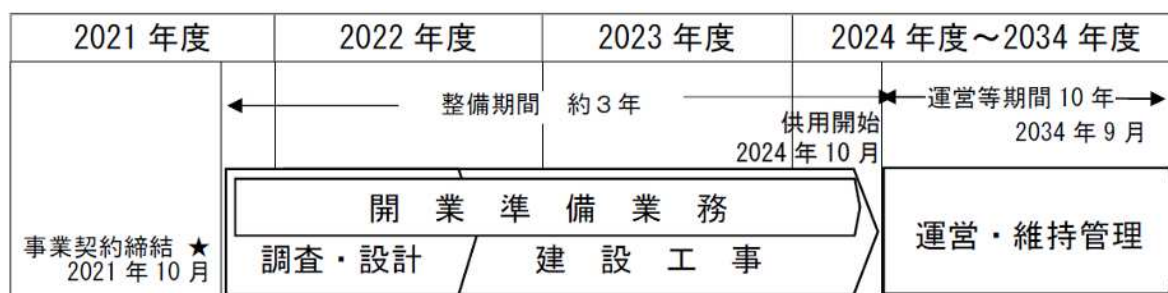 2021 年度
2022 年度
2023 年度
2024 年度～2034 年度
整備期間 約３年
運営等期間 10 年
供用開始
2024 年 10 月
2034 年 9 月
開業準備業務
事業契約締結 ★
2021 年 10 月
調査・設計
建設工事
運営・維持管理